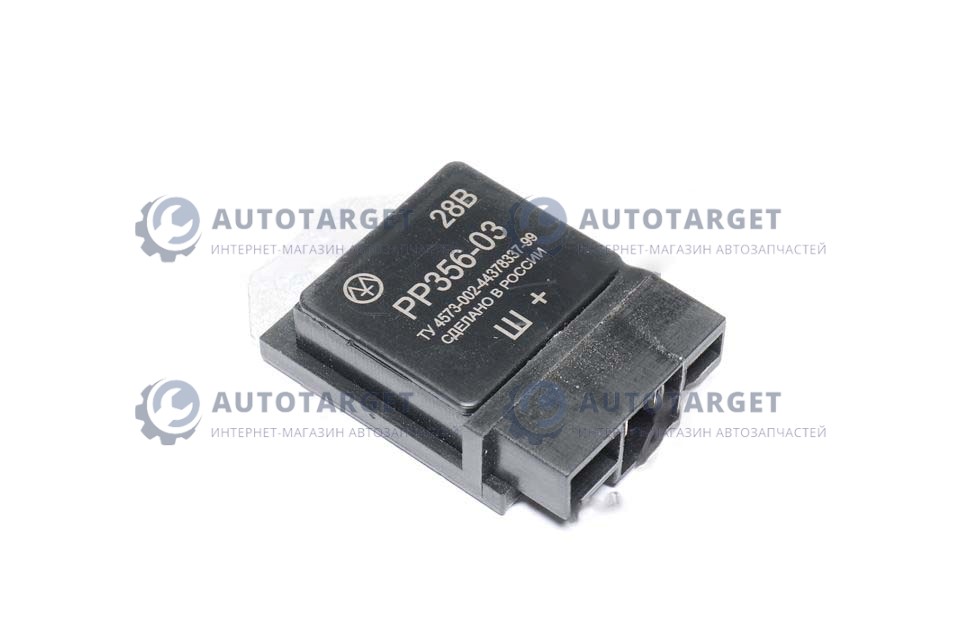 28В
РР356-03
ТУ 4573-002-44378337-99
СДЕЛАНО В РОССИИ
Ш +
AUTOTARGET
ИНТЕРНЕТ-МАГАЗИН АВТОЗАПЧАСТЕЙ
AUTOTARGET
ИНТЕРНЕТ-МАГАЗИН АВТОЗАПЧАСТЕЙ
AUTOTARGET
ИНТЕРНЕТ-МАГАЗИН АВТОЗАПЧАСТЕЙ
AUTOTARGET
ИНТЕРНЕТ-МАГАЗИН АВТОЗАПЧАСТЕЙ